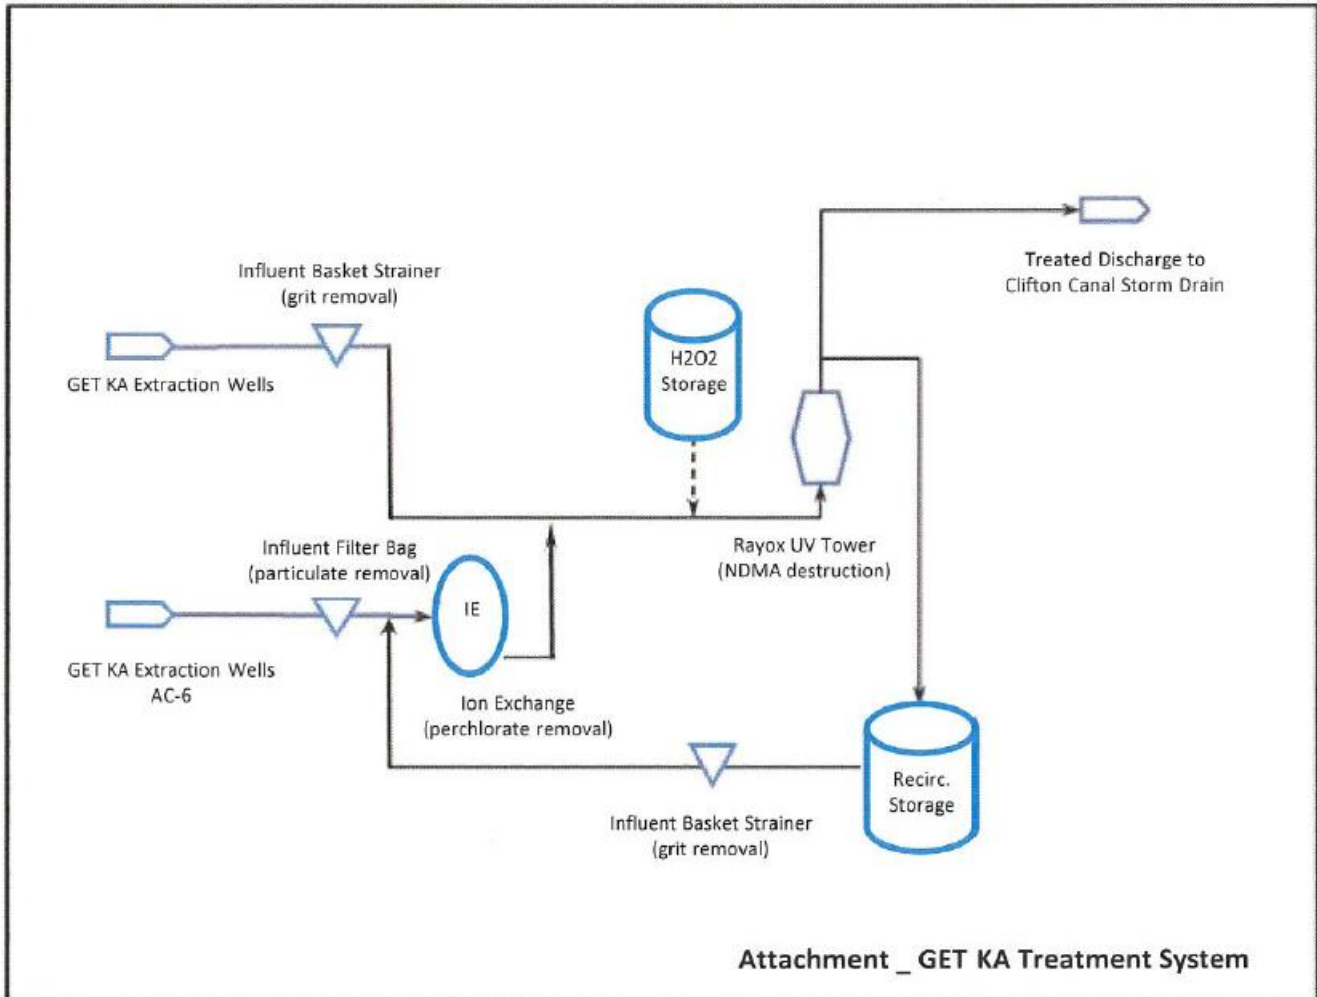 Influent Basket Strainer
(grit removal)
GET KA Extraction Wells
H2O2
Storage
Treated Discharge to
Clifton Canal Storm Drain
Influent Filter Bag
(particulate removal)
IE
Rayox UV Tower
(NDMA destruction)
GET KA Extraction Wells
AC-6
Ion Exchange
(perchlorate removal)
Recirc.
Storage
Influent Basket Strainer
(grit removal)
Attachment _ GET KA Treatment System